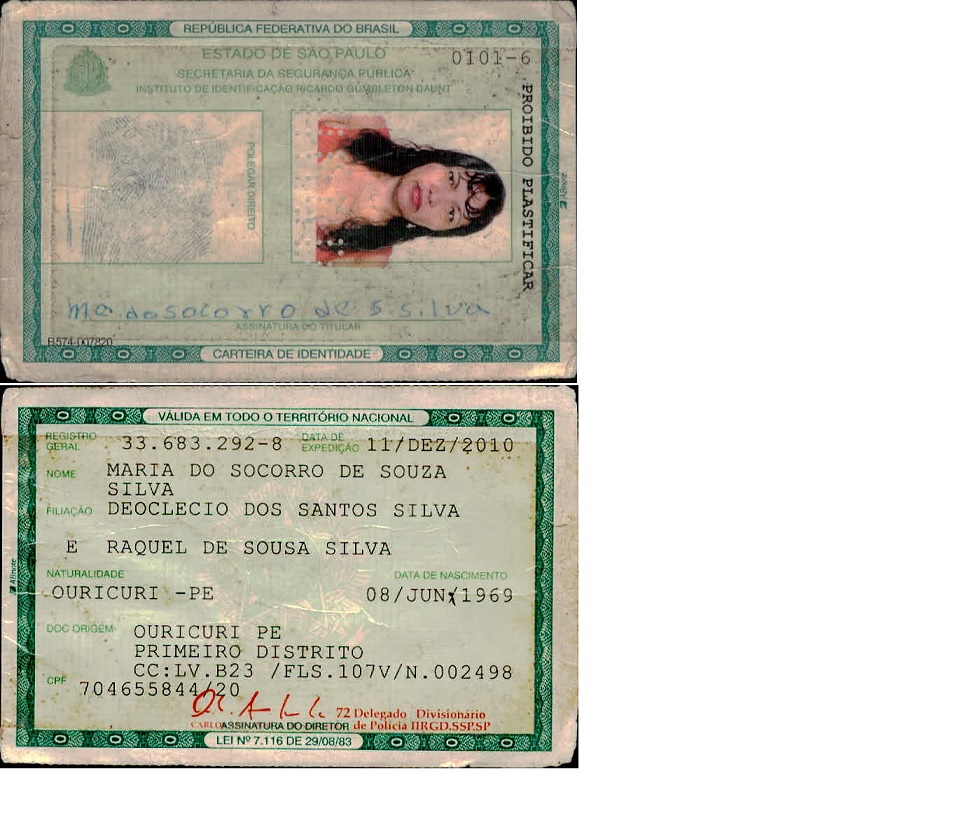 REPÚBLICA FEDERATIVA DO BRASIL
ESTADO DE SÃO PAULO
0101-6
SECRETARIA DA SEGURANÇA PÚBLICA
INSTITUTO DE IDENTIFICAÇÃO RICARDO GUMBLETON DAUNT
POLEGAR DIREITO
PROIBIDO PLASTIFICAR
Mª do socorro de S silva
ASSINATURA DO TITULAR
B574-007820
CARTEIRA DE IDENTIDADE
VÁLIDA EM TODO O TERRITÓRIO NACIONAL
REGISTRO GERAL 33.683.292-8 DATA DE EXPEDIÇÃO 11/DEZ/2010
NOME MARIA DO SOCORRO DE SOUZA
SILVA
FILIAÇÃO DEOCLECIO DOS SANTOS SILVA
E RAQUEL DE SOUSA SILVA
NATURALIDADE DATA DE NASCIMENTO
OURICURI -PE 08/JUN/1969
DOC ORIGEM OURICURI PE
PRIMEIRO DISTRITO
CC:LV.B23 /FLS.107V/N.002498
CPF 704655844/20
72 Delegado Divisionário
ASSINATURA DO DIRETOR de Polícia IIRGD.SSP.SP
LEI Nº 7.116 DE 29/08/83